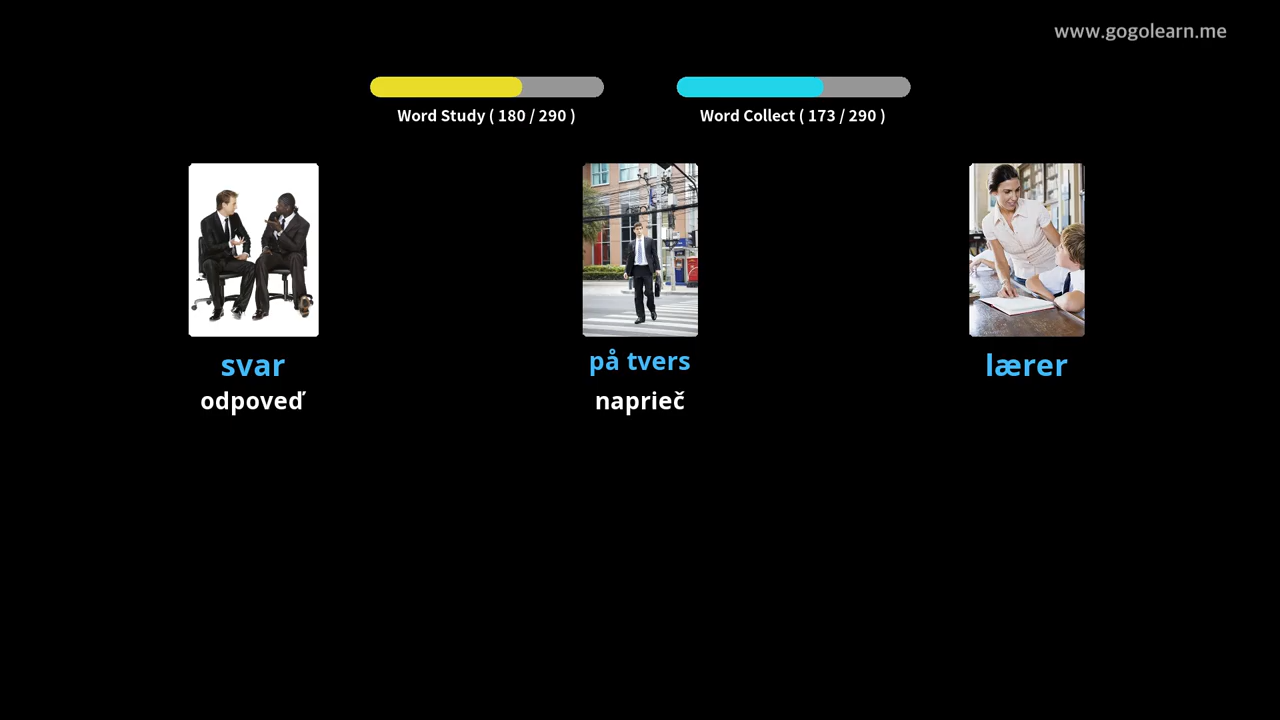 www.gogolearn.me
Word Study ( 180 / 290 )
Word Collect ( 173 / 290 )
svar
på tvers
lærer
odpoveď
naprieč